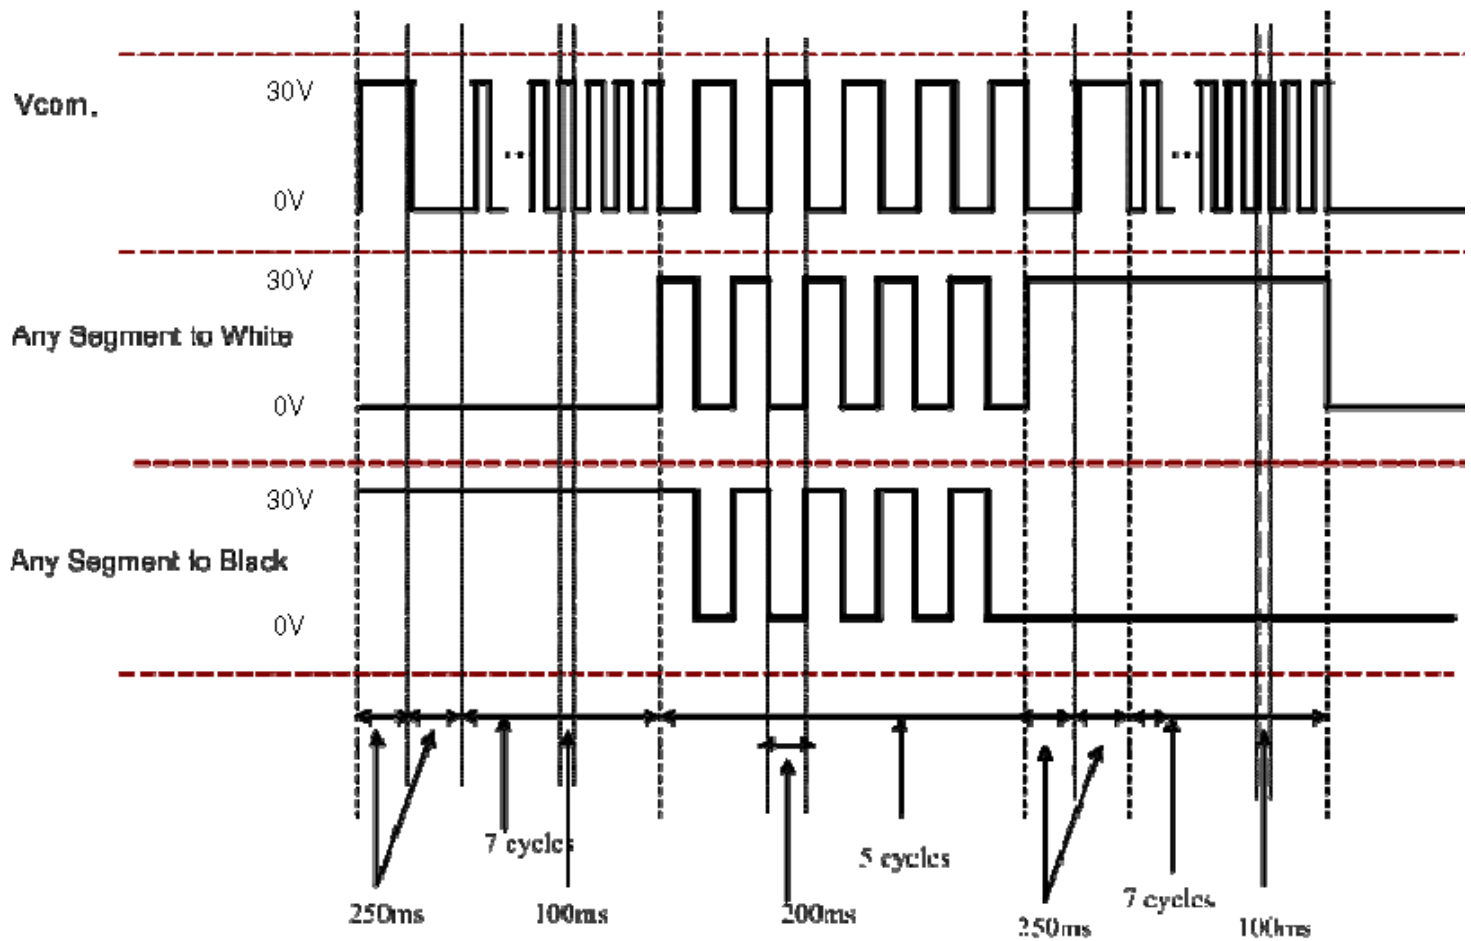 30V
Vcom.
0V
...
...
30V
Any Segment to White
0V
30V
Any Segment to Black
0V
7 cycles
5 cycles
7 cycles
250ms
100ms
200ms
250ms
100ms